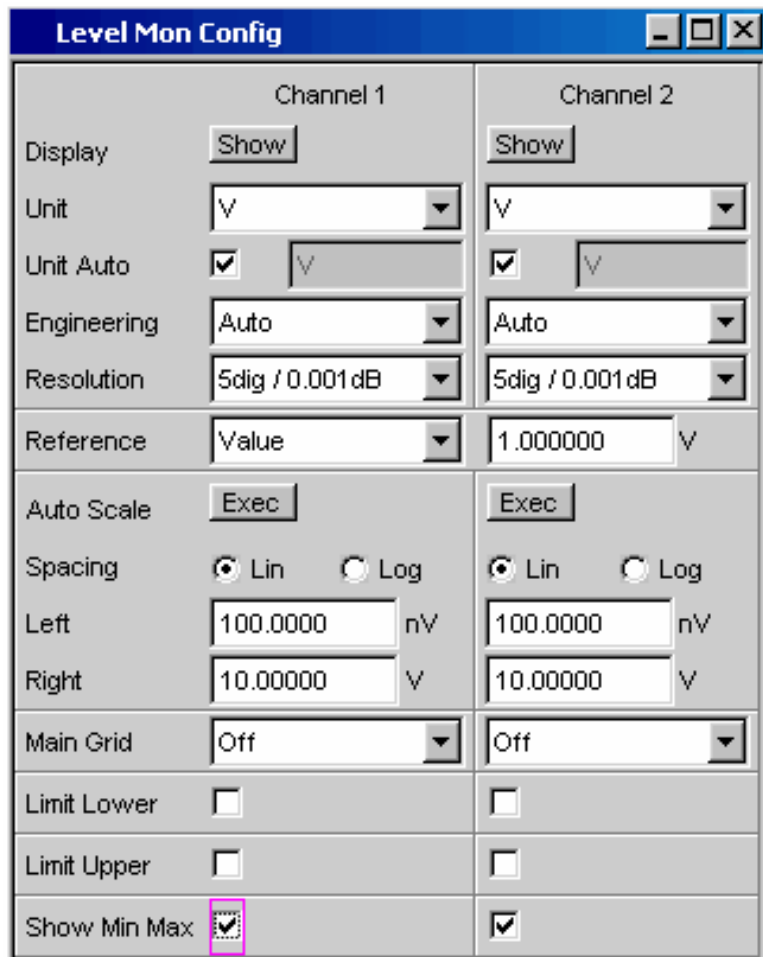 Level Mon Config
Channel 1 Channel 2
Display Show Show
Unit V V
Unit Auto V V
Engineering Auto Auto
Resolution 5dig / 0.001dB 5dig / 0.001dB
Reference Value 1.000000 V
Auto Scale Exec Exec
Spacing Lin Log Lin Log
Left 100.0000 nV 100.0000 nV
Right 10.00000 V 10.00000 V
Main Grid Off Off
Limit Lower
Limit Upper
Show Min Max